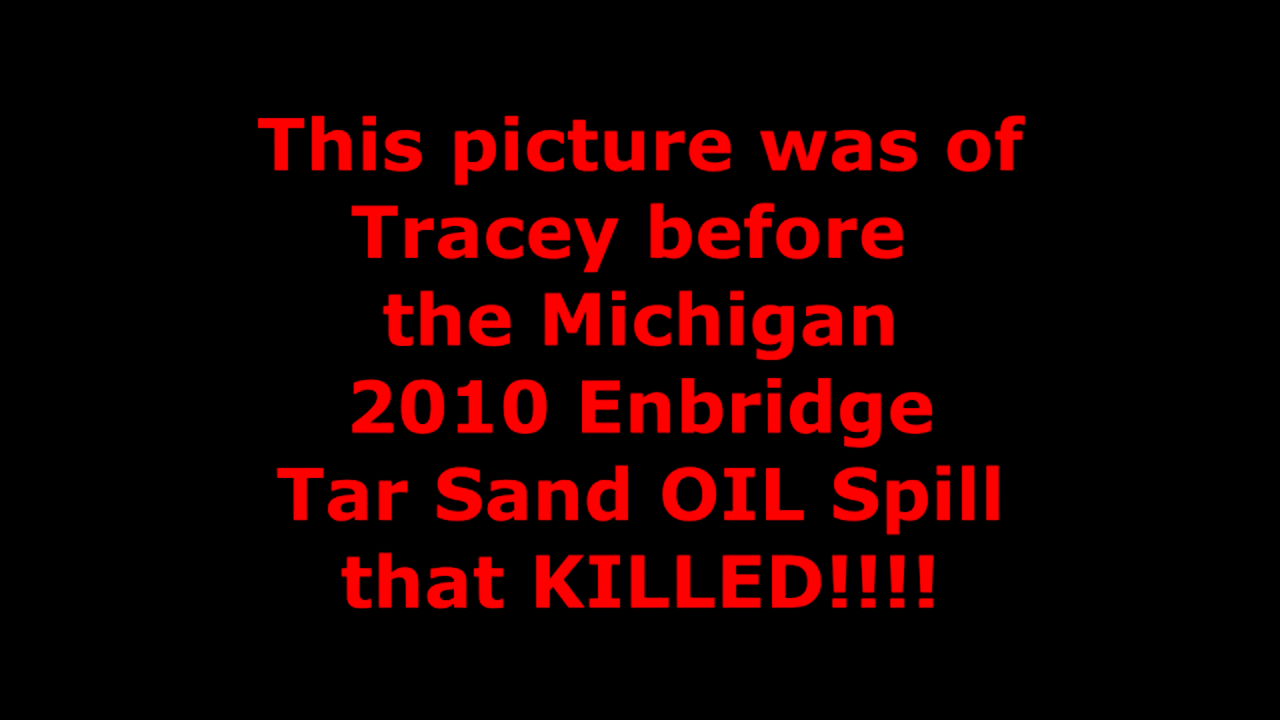 This picture was of
Tracey before
the Michigan
2010 Enbridge
Tar Sand OIL Spill
that KILLED!!!!